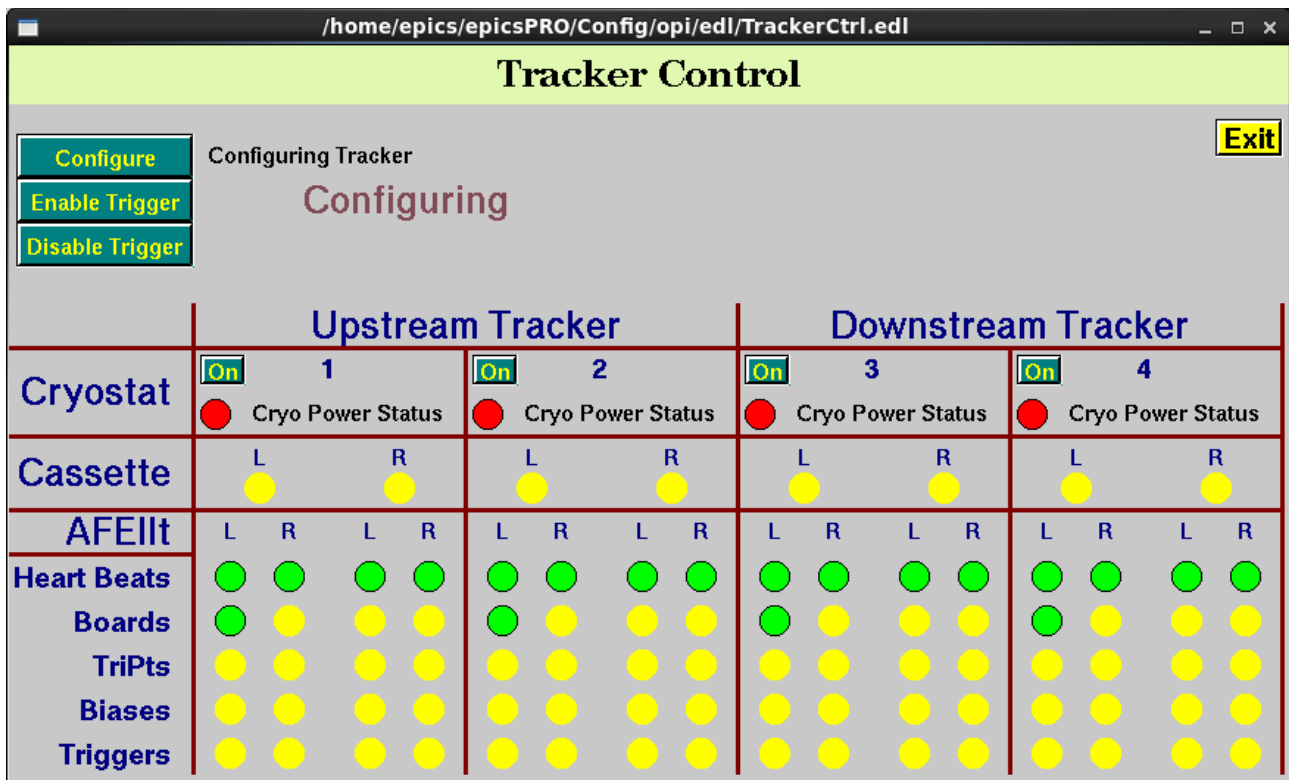 /home/epics/epicsPRO/Config/opi/edl/TrackerCtrl.edl
Tracker Control
Exit
Configure
Configuring Tracker
Enable Trigger
Configuring
Disable Trigger
Upstream Tracker Downstream Tracker
Cryostat
On 1 On 2 On 3 On 4
Cryo Power Status Cryo Power Status Cryo Power Status Cryo Power Status
Cassette
L R L R L R L R
AFEIIt L R L R L R L R L R L R L R L R
Heart Beats
Boards
TriPts
Biases
Triggers